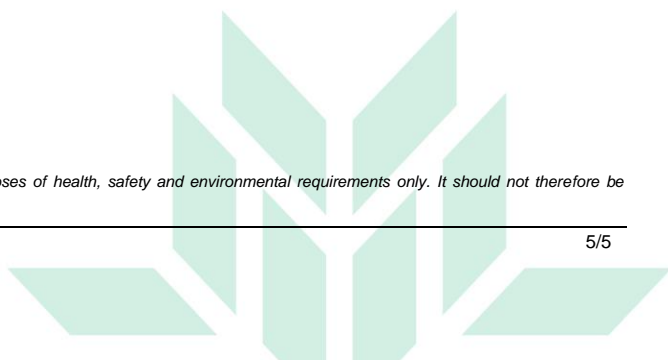 oses of health, safety and environmental requirements only. It should not therefore be
5/5